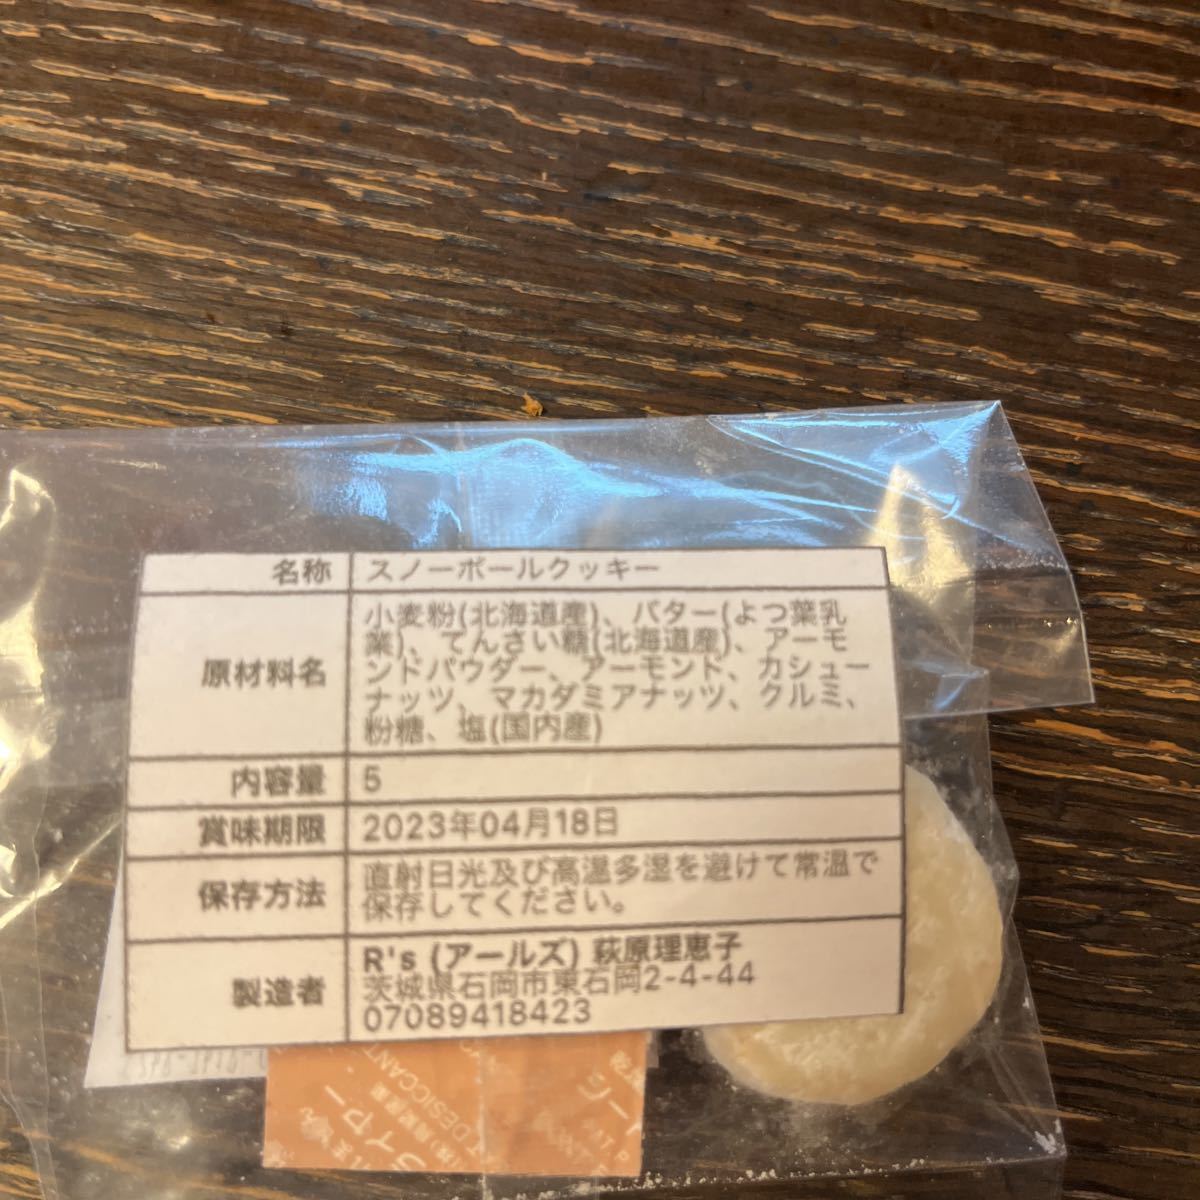 名称 スノーボールクッキー
原材料名 小麦粉(北海道産)、バター(よつ葉乳
業)、てんさい糖(北海道産)、アーモ
ンドパウダー、アーモンド、カシュー
ナッツ、マカダミアナッツ、クルミ、
粉糖、塩(国内産)
内容量 5
賞味期限 2023年04月18日
保存方法 直射日光及び高温多湿を避けて常温で
保存してください。
製造者 R's (アールズ) 萩原理恵子
茨城県石岡市東石岡2-4-44
07089418423
DESICCANT